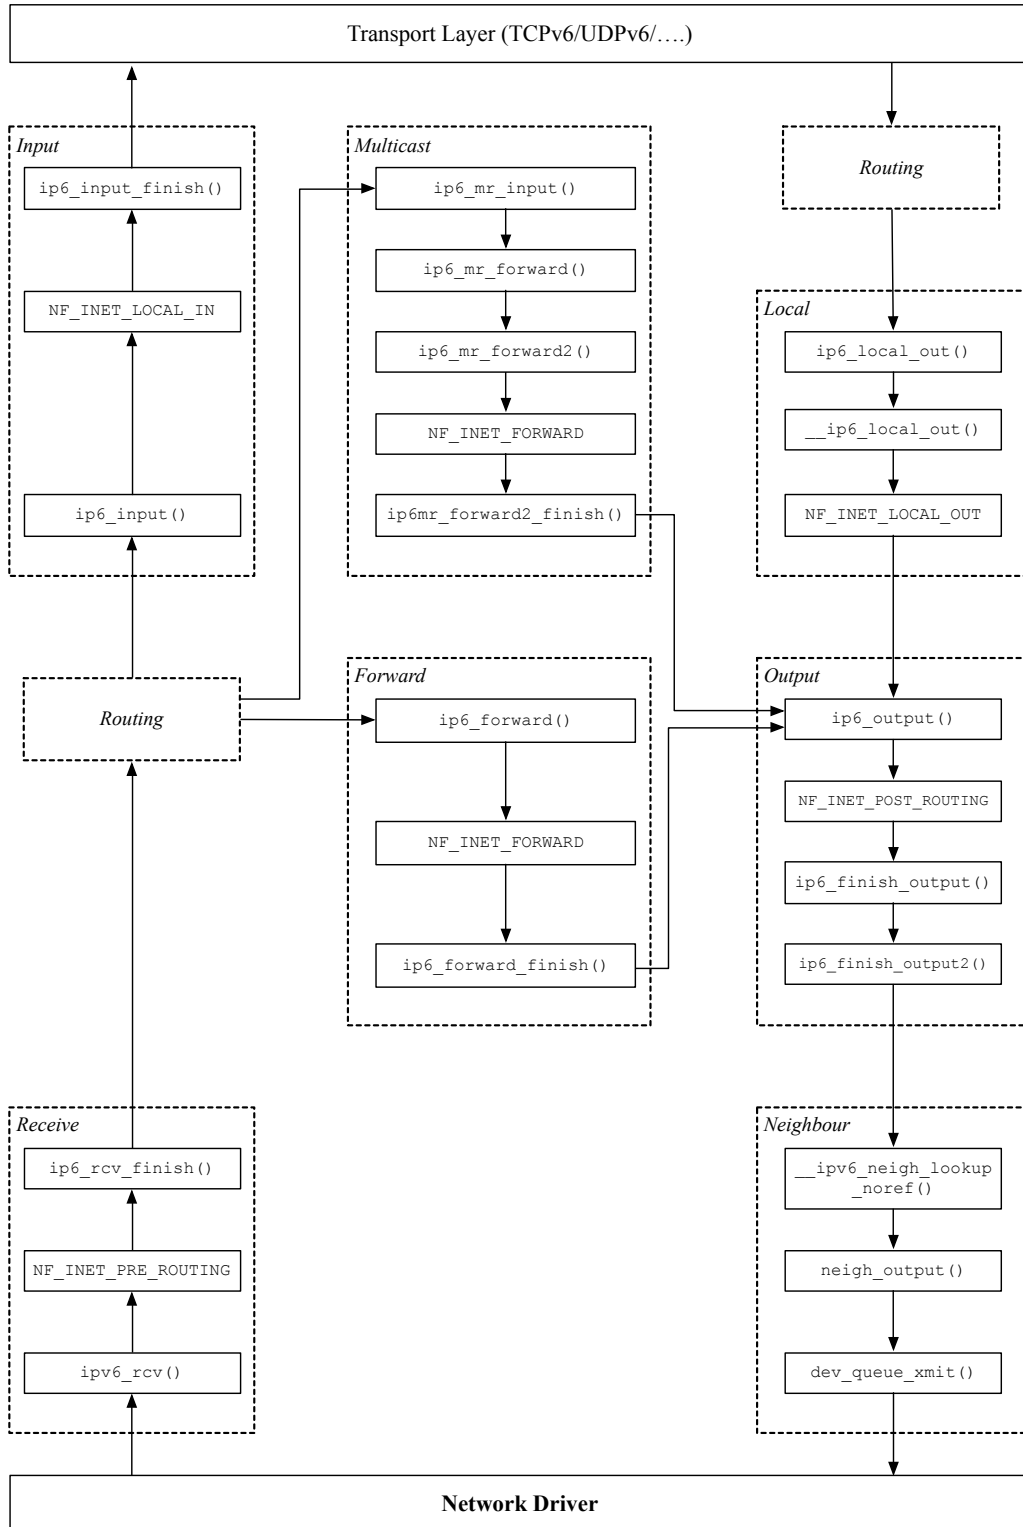 Transport Layer (TCPv6/UDPv6/….)
Input
ip6_input_finish()
NF_INET_LOCAL_IN
ip6_input()
Multicast
ip6_mr_input()
ip6_mr_forward()
ip6_mr_forward2()
NF_INET_FORWARD
ip6mr_forward2_finish()
Routing
Local
ip6_local_out()
__ip6_local_out()
NF_INET_LOCAL_OUT
Routing
Forward
ip6_forward()
NF_INET_FORWARD
ip6_forward_finish()
Output
ip6_output()
NF_INET_POST_ROUTING
ip6_finish_output()
ip6_finish_output2()
Receive
ip6_rcv_finish()
NF_INET_PRE_ROUTING
ipv6_rcv()
Neighbour
__ipv6_neigh_lookup
_noref()
neigh_output()
dev_queue_xmit()
Network Driver